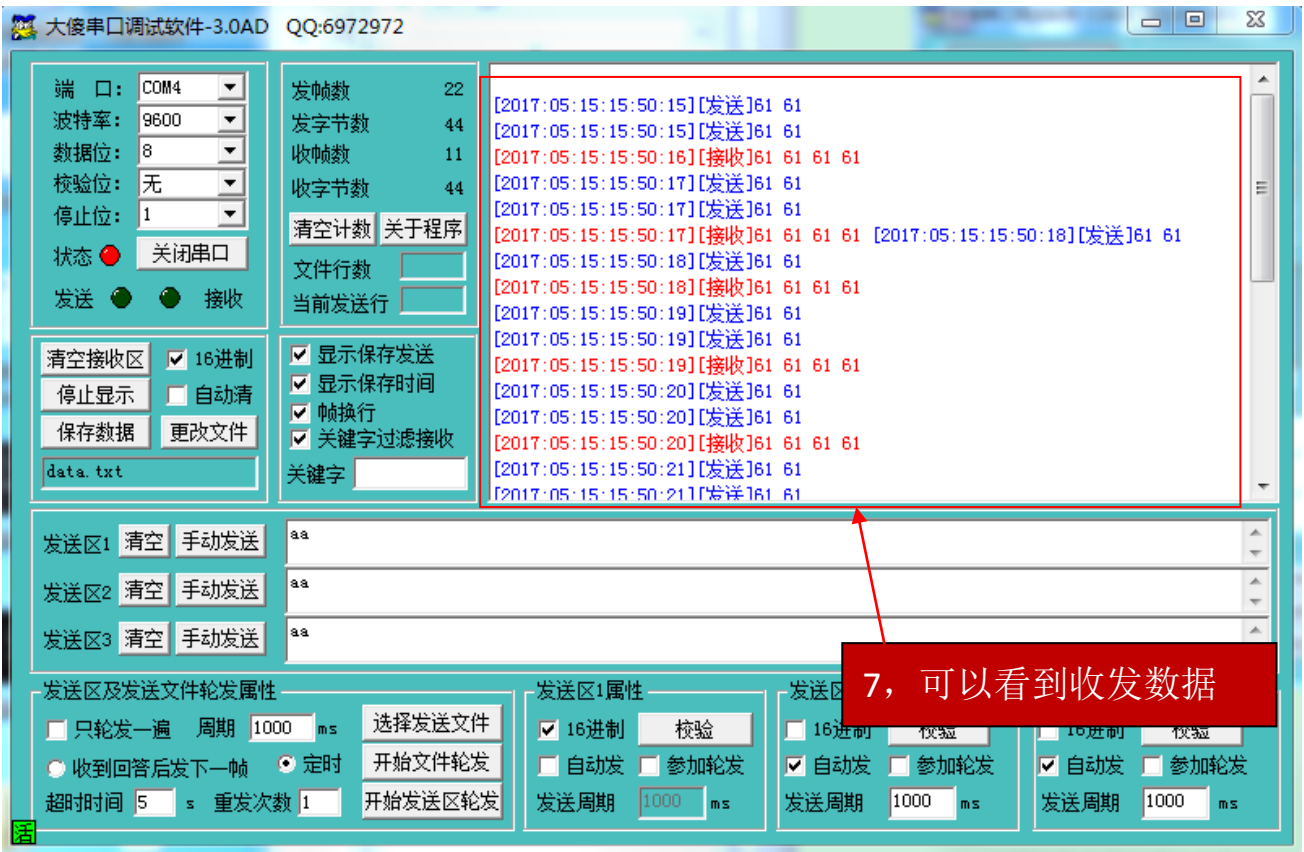 大傻串口调试软件-3.0AD QQ:6972972
端 口: COM4
波特率: 9600
数据位: 8
校验位: 无
停止位: 1
状态 关闭串口
发送 接收
发帧数 22
发字节数 44
收帧数 11
收字节数 44
清空计数 关于程序
文件行数
当前发送行
[2017:05:15:15:50:15][发送]61 61
[2017:05:15:15:50:15][发送]61 61
[2017:05:15:15:50:16][接收]61 61 61 61
[2017:05:15:15:50:17][发送]61 61
[2017:05:15:15:50:17][发送]61 61
[2017:05:15:15:50:17][接收]61 61 61 61 [2017:05:15:15:50:18][发送]61 61
[2017:05:15:15:50:18][发送]61 61
[2017:05:15:15:50:18][接收]61 61 61 61
[2017:05:15:15:50:19][发送]61 61
[2017:05:15:15:50:19][发送]61 61
[2017:05:15:15:50:19][接收]61 61 61 61
[2017:05:15:15:50:20][发送]61 61
[2017:05:15:15:50:20][发送]61 61
[2017:05:15:15:50:20][接收]61 61 61 61
[2017:05:15:15:50:21][发送]61 61
[2017:05:15:15:50:21][发送]61 61
清空接收区 16进制
停止显示 自动清
保存数据 更改文件
data.txt
显示保存发送
显示保存时间
帧换行
关键字过滤接收
关键字
发送区1 清空 手动发送 aa
发送区2 清空 手动发送 aa
发送区3 清空 手动发送 aa
7，可以看到收发数据
发送区及发送文件轮发属性
只轮发一遍 周期 1000 ms 选择发送文件
收到回答后发下一帧 定时 开始文件轮发
超时时间 5 s 重发次数 1 开始发送区轮发
发送区1属性
16进制 校验
自动发 参加轮发
发送周期 1000 ms
发送区
16进制 校验
自动发 参加轮发
发送周期 1000 ms
16进制 校验
自动发 参加轮发
发送周期 1000 ms
活